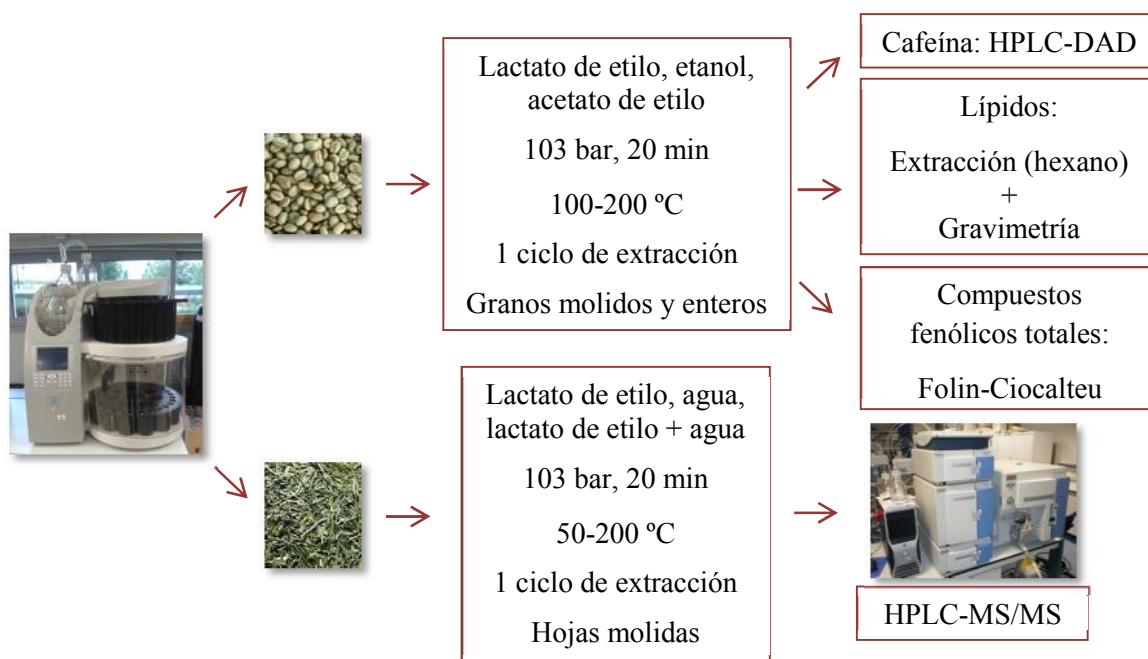 Lactato de etilo, etanol,
acetato de etilo
103 bar, 20 min
100-200 ºC
1 ciclo de extracción
Granos molidos y enteros
Cafeína: HPLC-DAD
Lípidos:
Extracción (hexano)
+
Gravimetría
Compuestos
fenólicos totales:
Folin-Ciocalteu
Lactato de etilo, agua,
lactato de etilo + agua
103 bar, 20 min
50-200 ºC
1 ciclo de extracción
Hojas molidas
HPLC-MS/MS